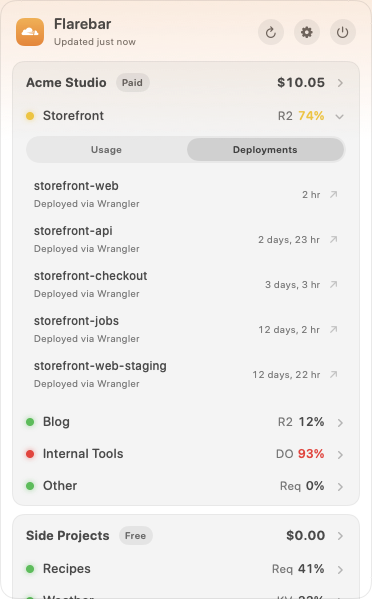 Flarebar
Updated just now
Acme Studio Paid $10.05
Storefront R2 74%
Usage Deployments
storefront-web
Deployed via Wrangler 2 hr
storefront-api
Deployed via Wrangler 2 days, 23 hr
storefront-checkout
Deployed via Wrangler 3 days, 3 hr
storefront-jobs
Deployed via Wrangler 12 days, 2 hr
storefront-web-staging
Deployed via Wrangler 12 days, 22 hr
Blog R2 12%
Internal Tools DO 93%
Other Req 0%
Side Projects Free $0.00
Recipes Req 41%